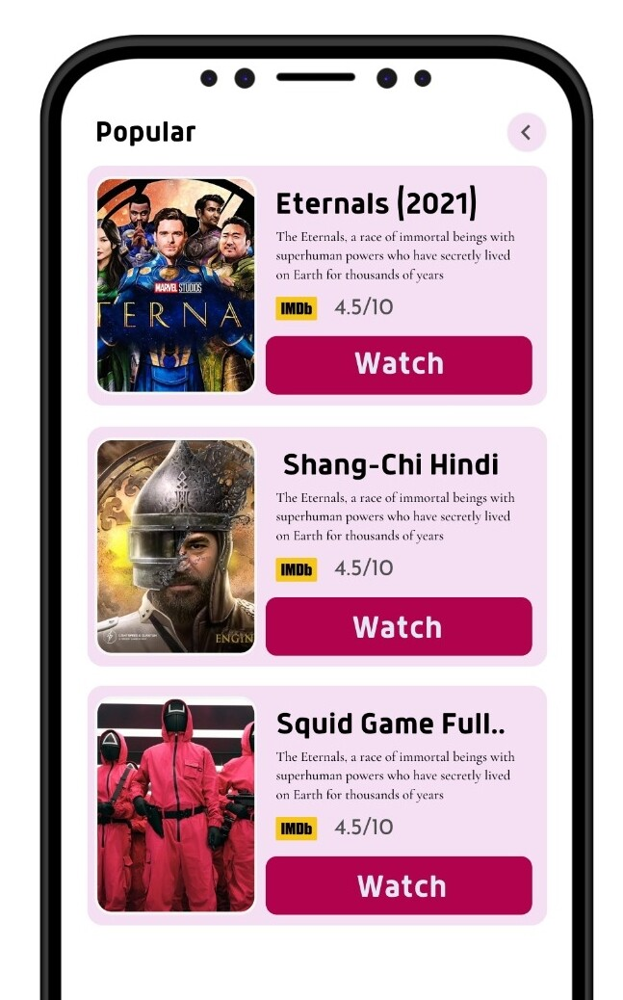 Popular
Eternals (2021)
The Eternals, a race of immortal beings with
superhuman powers who have secretly lived
on Earth for thousands of years
MARVEL STUDIOS
TERNA
IMDb 4.5/10
Watch
Shang-Chi Hindi
The Eternals, a race of immortal beings with
superhuman powers who have secretly lived
on Earth for thousands of years
IMDb 4.5/10
Watch
ENGIN
Squid Game Full..
The Eternals, a race of immortal beings with
superhuman powers who have secretly lived
on Earth for thousands of years
IMDb 4.5/10
Watch